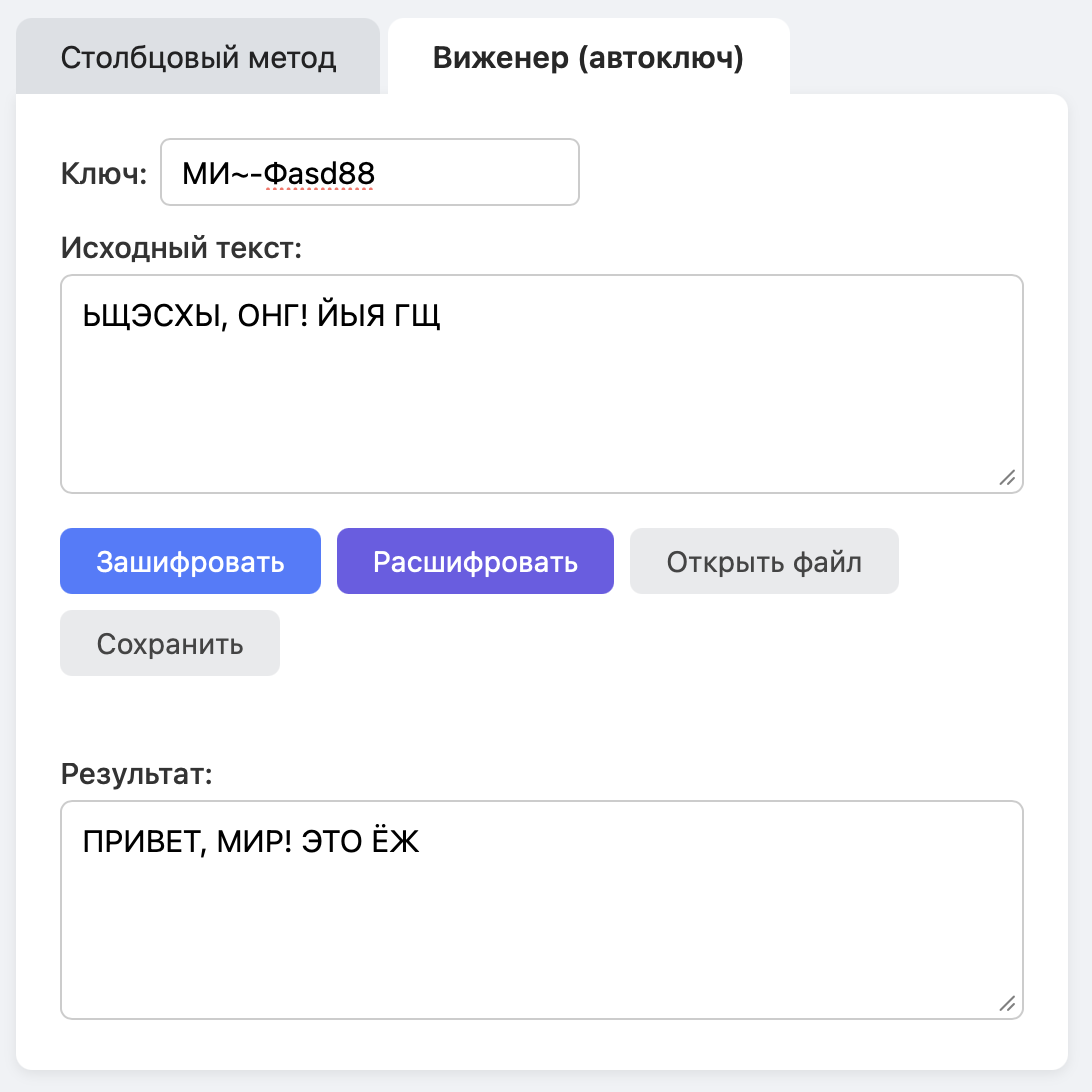 Столбцовый метод
Виженер (автоключ)
Ключ: МИ~-Фasd88
Исходный текст:
ЬЩЭСХЫ, ОНГ! ЙЫЯ ГЩ
Зашифровать
Расшифровать
Открыть файл
Сохранить
Результат:
ПРИВЕТ, МИР! ЭТО ЁЖ